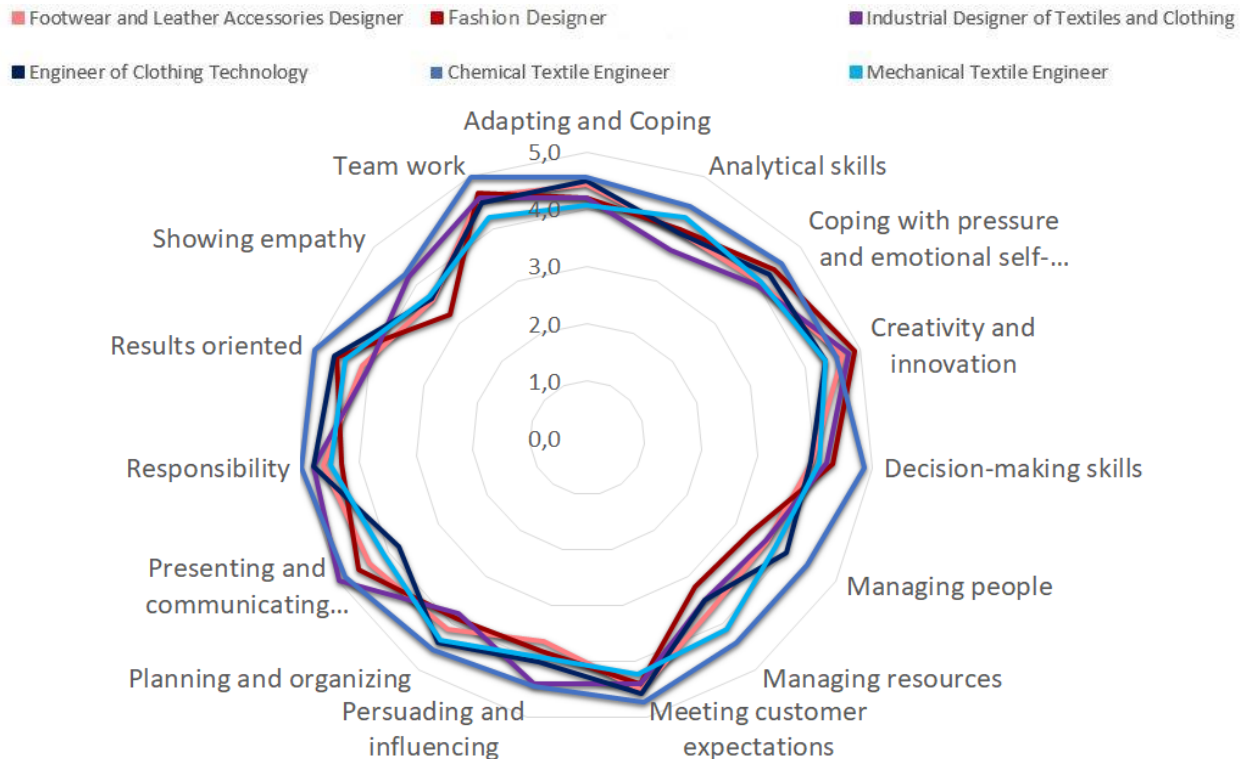 Footwear and Leather Accessories Designer
Fashion Designer
Industrial Designer of Textiles and Clothing
Engineer of Clothing Technology
Chemical Textile Engineer
Mechanical Textile Engineer
Adapting and Coping
5,0
Team work
Analytical skills
4,0
Showing empathy
Coping with pressure
and emotional self-...
3,0
2,0
Results oriented
Creativity and
innovation
1,0
0,0
Responsibility
Decision-making skills
Presenting and
communicating...
Managing people
Planning and organizing
Managing resources
Persuading and
influencing
Meeting customer
expectations